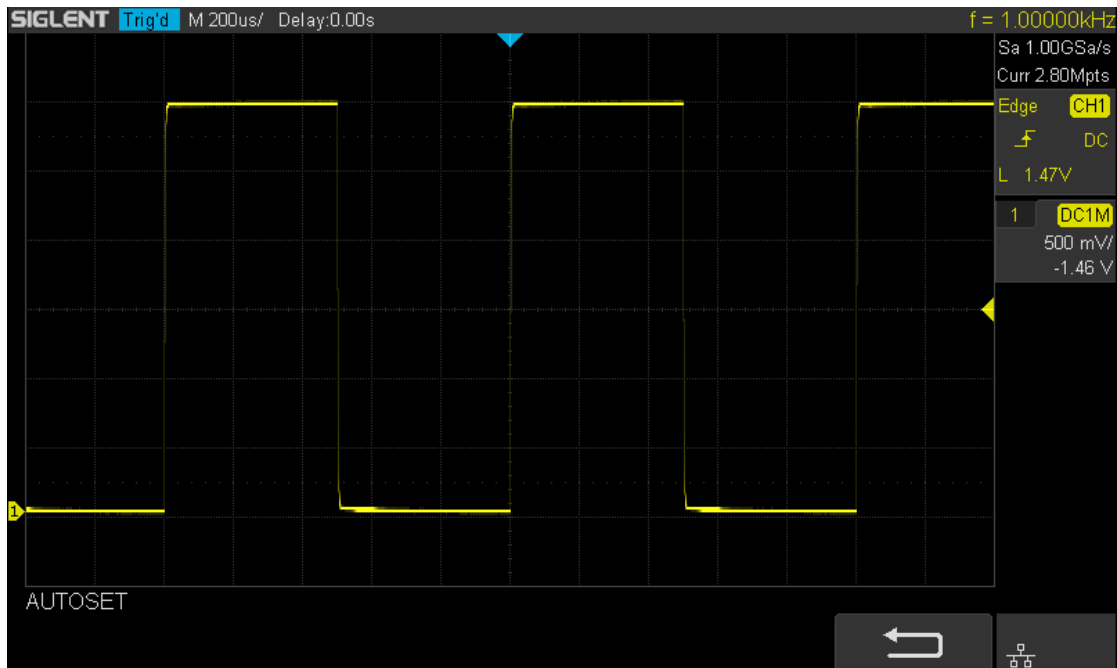 SIGLENT Trig'd M 200us/ Delay:0.00s f = 1.00000kHz
Sa 1.00GSa/s
Curr 2.80Mpts
Edge CH1
DC
L 1.47V
1 DC1M
500 mV/
-1.46 V
1
AUTOSET